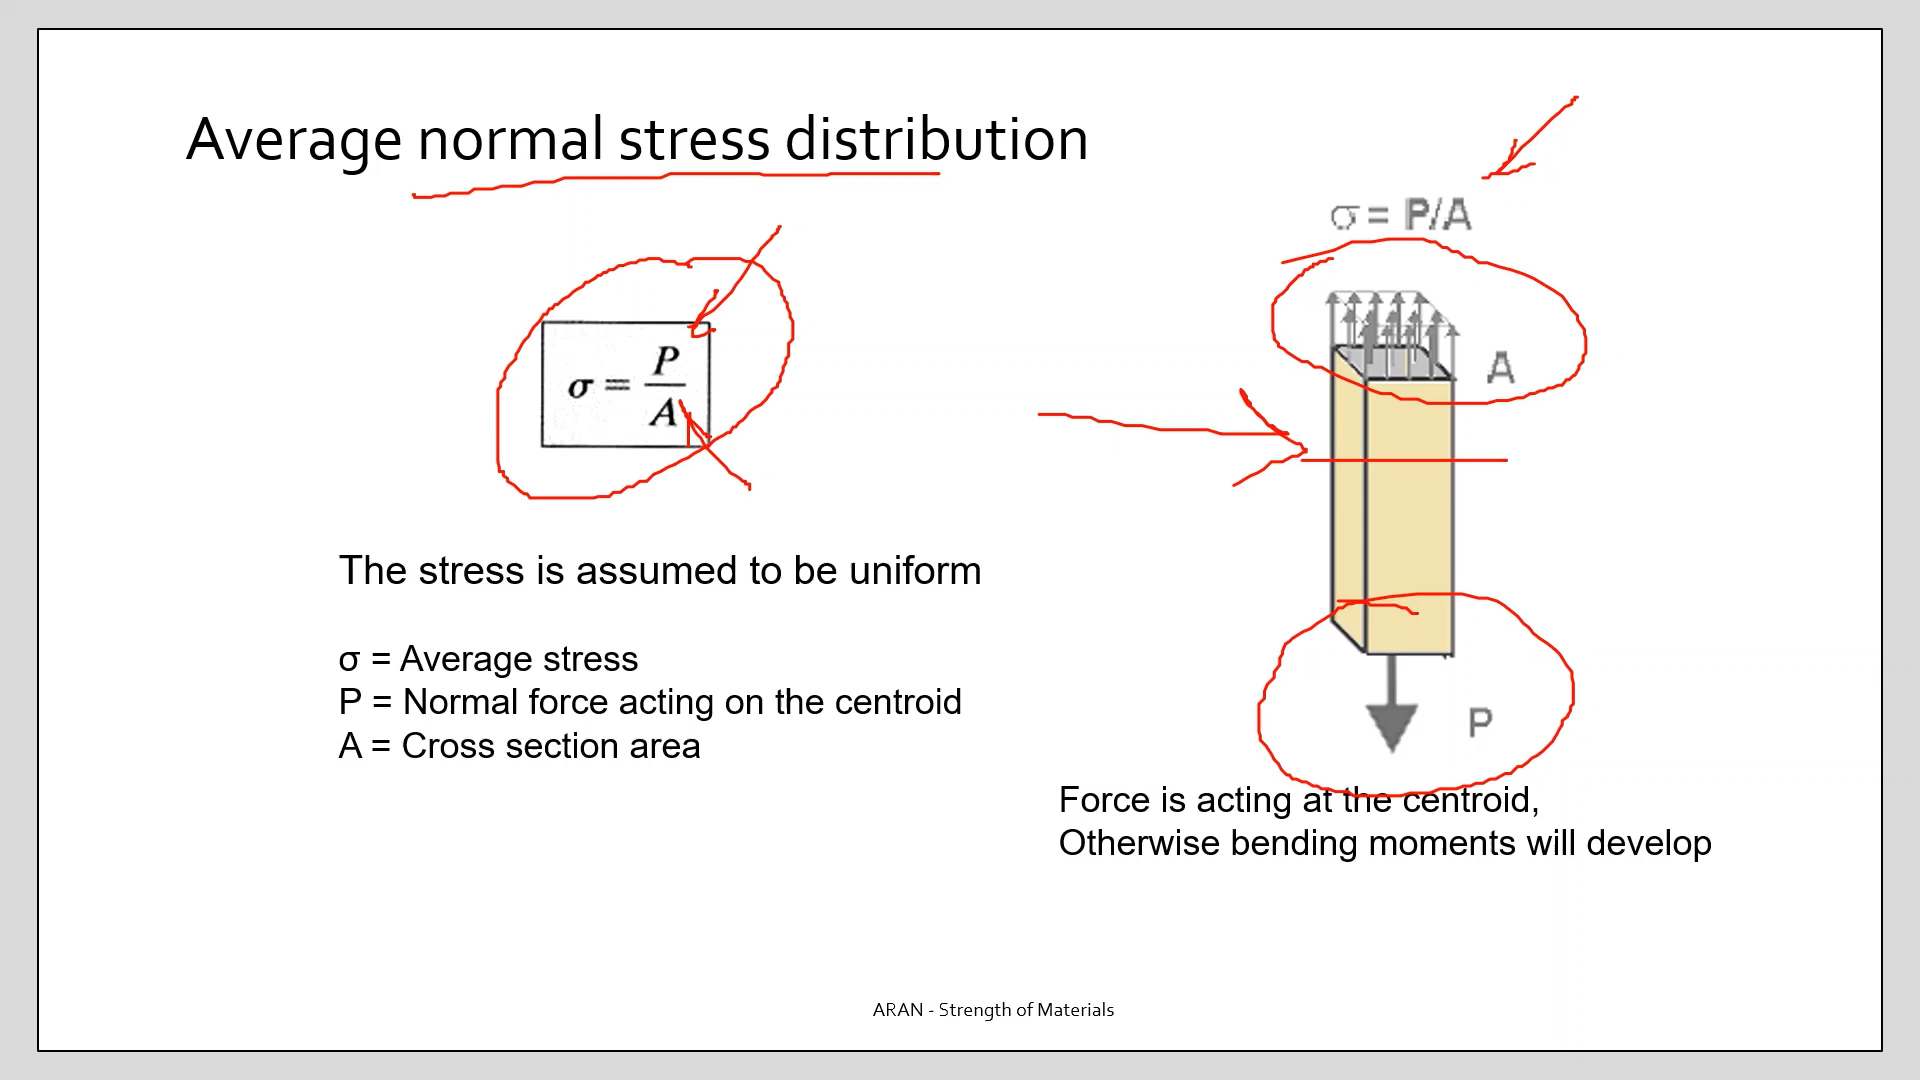 Average normal stress distribution
σ = P/A
σ = P / A
A
The stress is assumed to be uniform
σ = Average stress
P = Normal force acting on the centroid
A = Cross section area
P
Force is acting at the centroid,
Otherwise bending moments will develop
ARAN - Strength of Materials